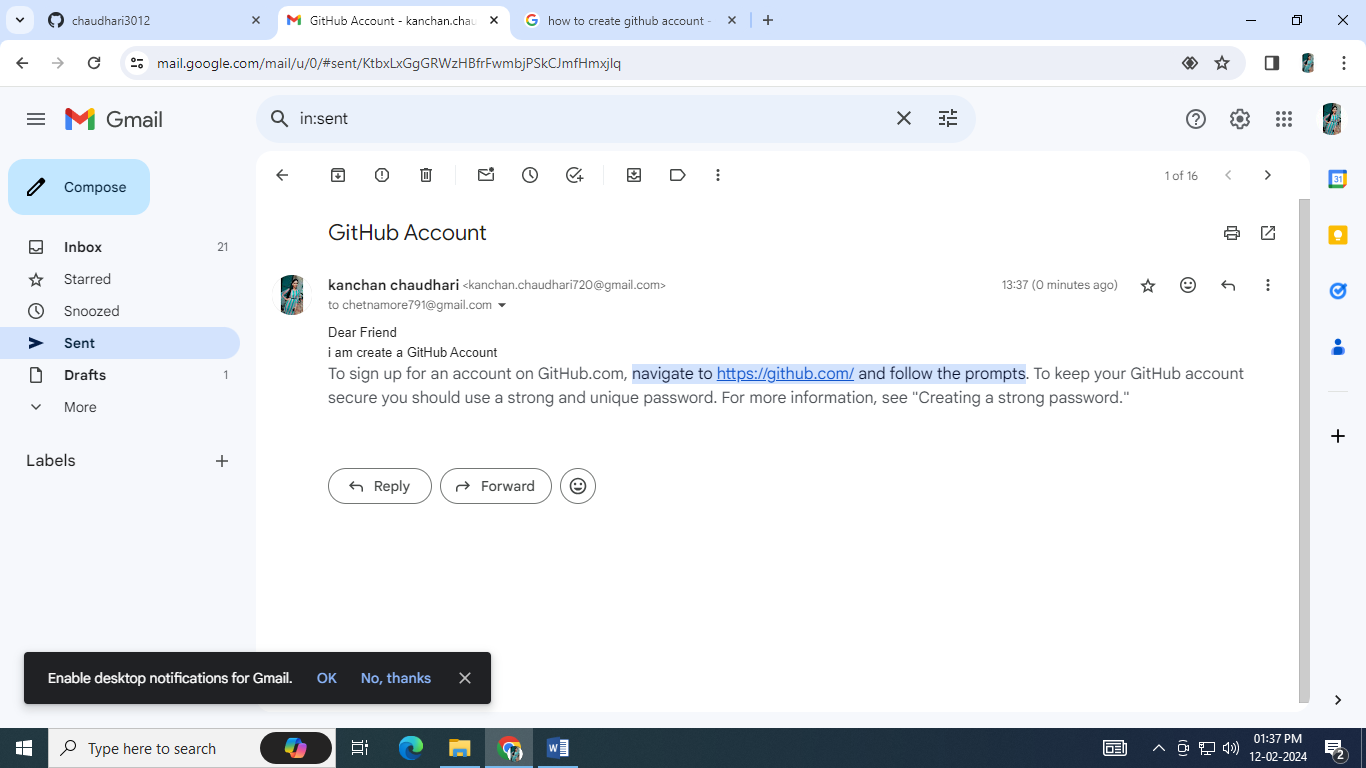 chaudhari3012
GitHub Account - kanchan.chau
how to create github account -
mail.google.com/mail/u/0/#sent/KtbxLxGgGRWzHBfrFwmbjPSkCJmfHmxjlq
Gmail
in:sent
Compose
1 of 16
31
Inbox 21
Starred
Snoozed
Sent
Drafts 1
More
Labels
GitHub Account
kanchan chaudhari <kanchan.chaudhari720@gmail.com> 13:37 (0 minutes ago)
to chetnamore791@gmail.com
Dear Friend
i am create a GitHub Account
To sign up for an account on GitHub.com, navigate to https://github.com/ and follow the prompts. To keep your GitHub account
secure you should use a strong and unique password. For more information, see "Creating a strong password."
Reply Forward
Enable desktop notifications for Gmail. OK No, thanks
Type here to search
01:37 PM
12-02-2024
2